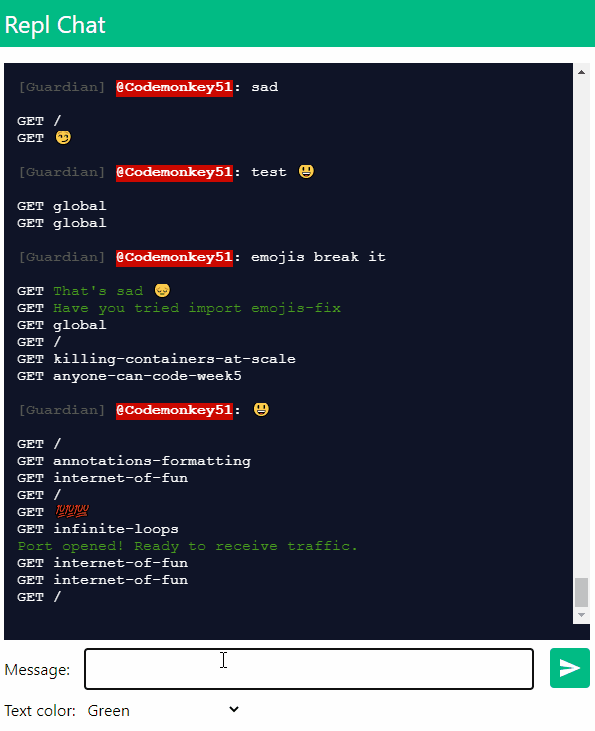 Repl Chat
[Guardian] @Codemonkey51: sad
GET /
GET 😏
[Guardian] @Codemonkey51: test 😃
GET global
GET global
[Guardian] @Codemonkey51: emojis break it
GET That's sad 😔
GET Have you tried import emojis-fix
GET global
GET /
GET killing-containers-at-scale
GET anyone-can-code-week5
[Guardian] @Codemonkey51: 😃
GET /
GET annotations-formatting
GET internet-of-fun
GET /
GET 💯💯💯
GET infinite-loops
Port opened! Ready to receive traffic.
GET internet-of-fun
GET internet-of-fun
GET /
Message:
Text color: Green